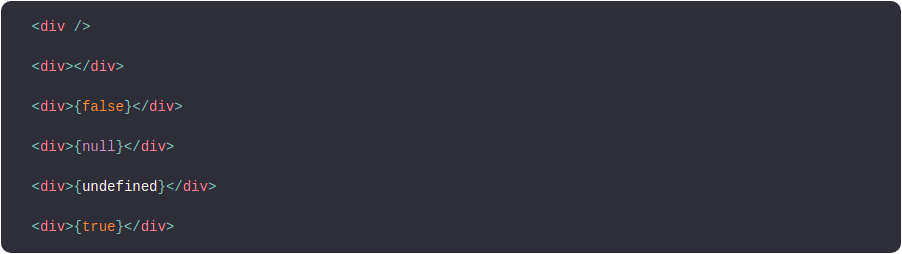 <div />
<div></div>
<div>{false}</div>
<div>{null}</div>
<div>{undefined}</div>
<div>{true}</div>